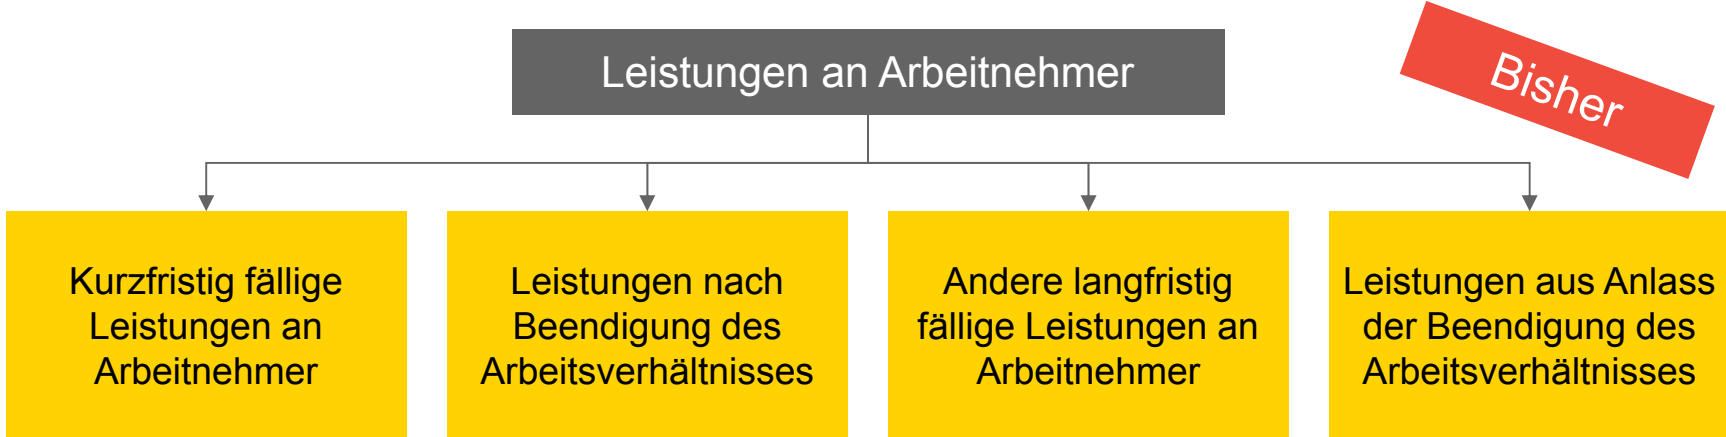 Leistungen an Arbeitnehmer
Bisher
Kurzfristig fällige
Leistungen an
Arbeitnehmer
Leistungen nach
Beendigung des
Arbeitsverhältnisses
Andere langfristig
fällige Leistungen an
Arbeitnehmer
Leistungen aus Anlass
der Beendigung des
Arbeitsverhältnisses